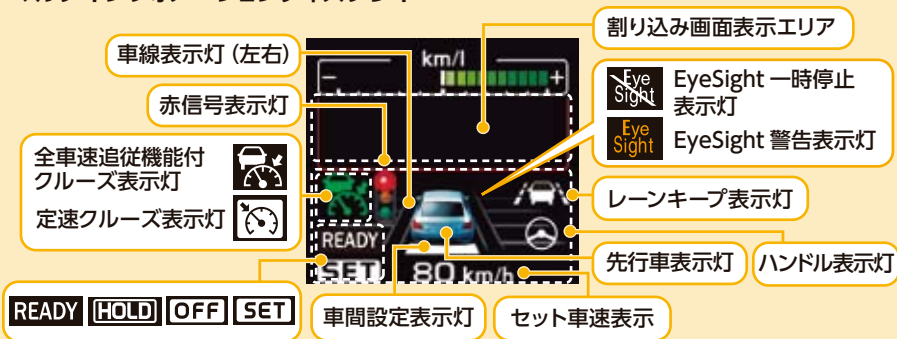 割り込み画面表示エリア
車線表示灯（左右）
km/l
－ +
Eye Sight
EyeSight 一時停止
表示灯
赤信号表示灯
Eye Sight
EyeSight 警告表示灯
全車速追従機能付
クルーズ表示灯
定速クルーズ表示灯
レーンキープ表示灯
READY
SET
80 km/h
先行車表示灯
ハンドル表示灯
READY HOLD OFF SET
車間設定表示灯
セット車速表示